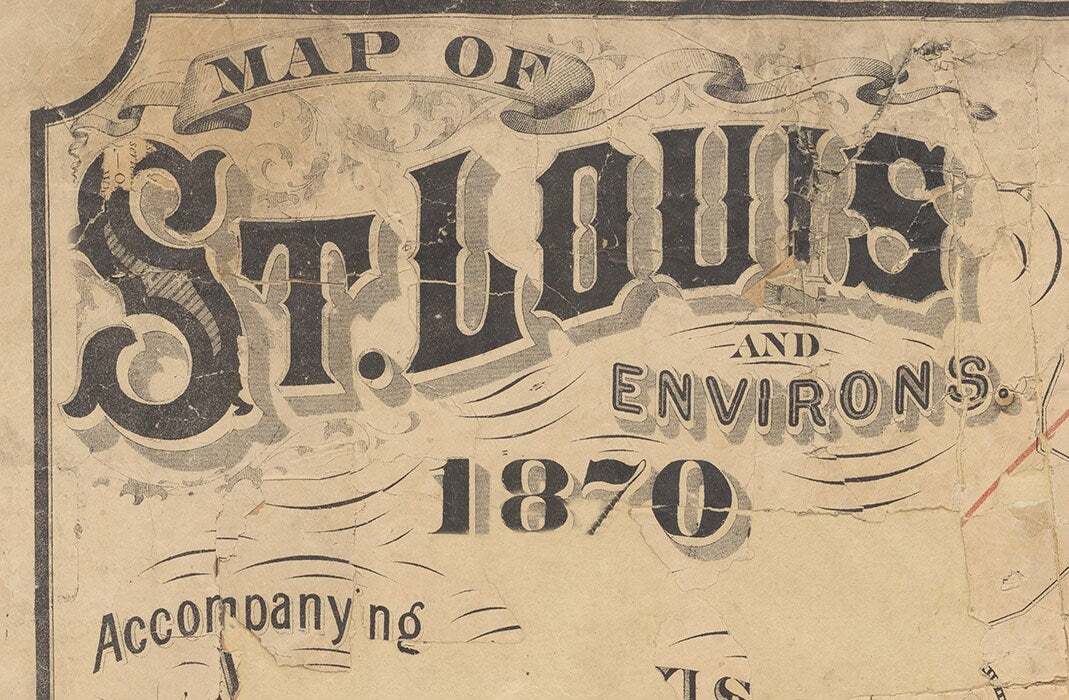 MAP OF
ST. LOUIS
AND
ENVIRONS.
1870
Accompanying